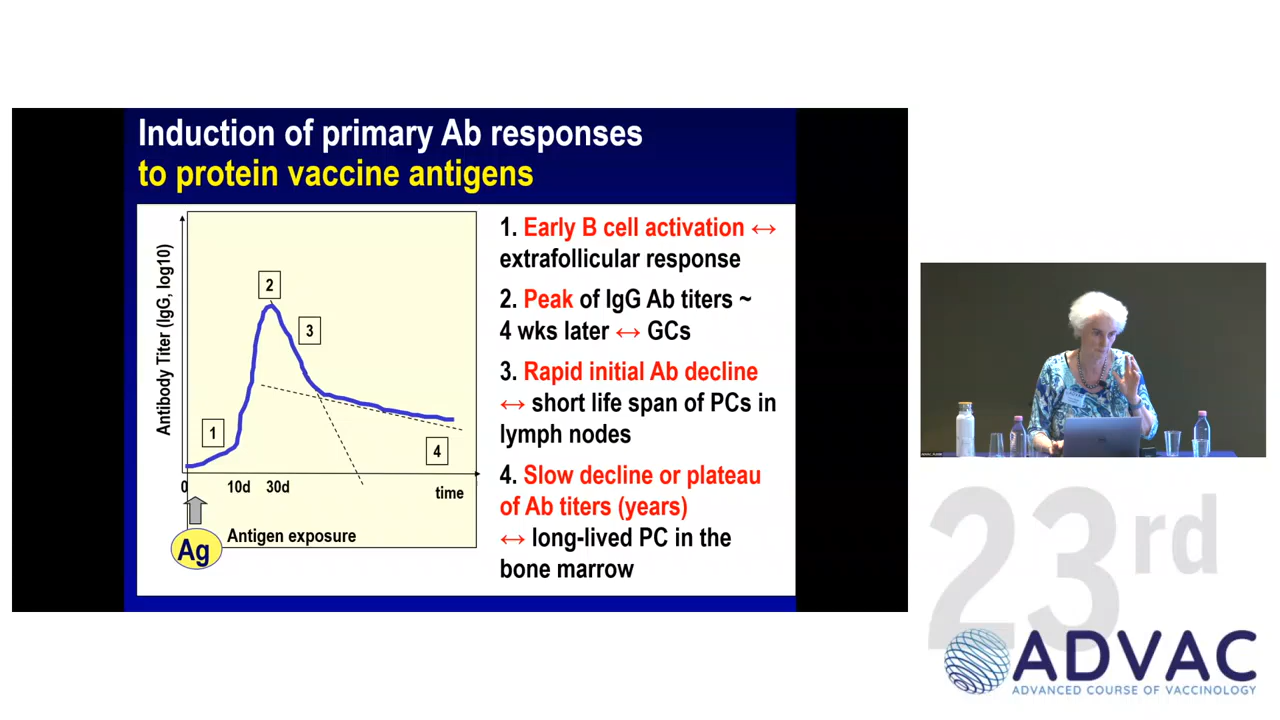 Induction of primary Ab responses
to protein vaccine antigens
Antibody Titer (IgG, log10)
2
3
1
4
0
10d
30d
time
Ag
Antigen exposure
1. Early B cell activation ↔
extrafollicular response
2. Peak of IgG Ab titers ~
4 wks later ↔ GCs
3. Rapid initial Ab decline
↔ short life span of PCs in
lymph nodes
4. Slow decline or plateau
of Ab titers (years)
↔ long-lived PC in the
bone marrow
23rd
ADVAC
ADVANCED COURSE OF VACCINOLOGY